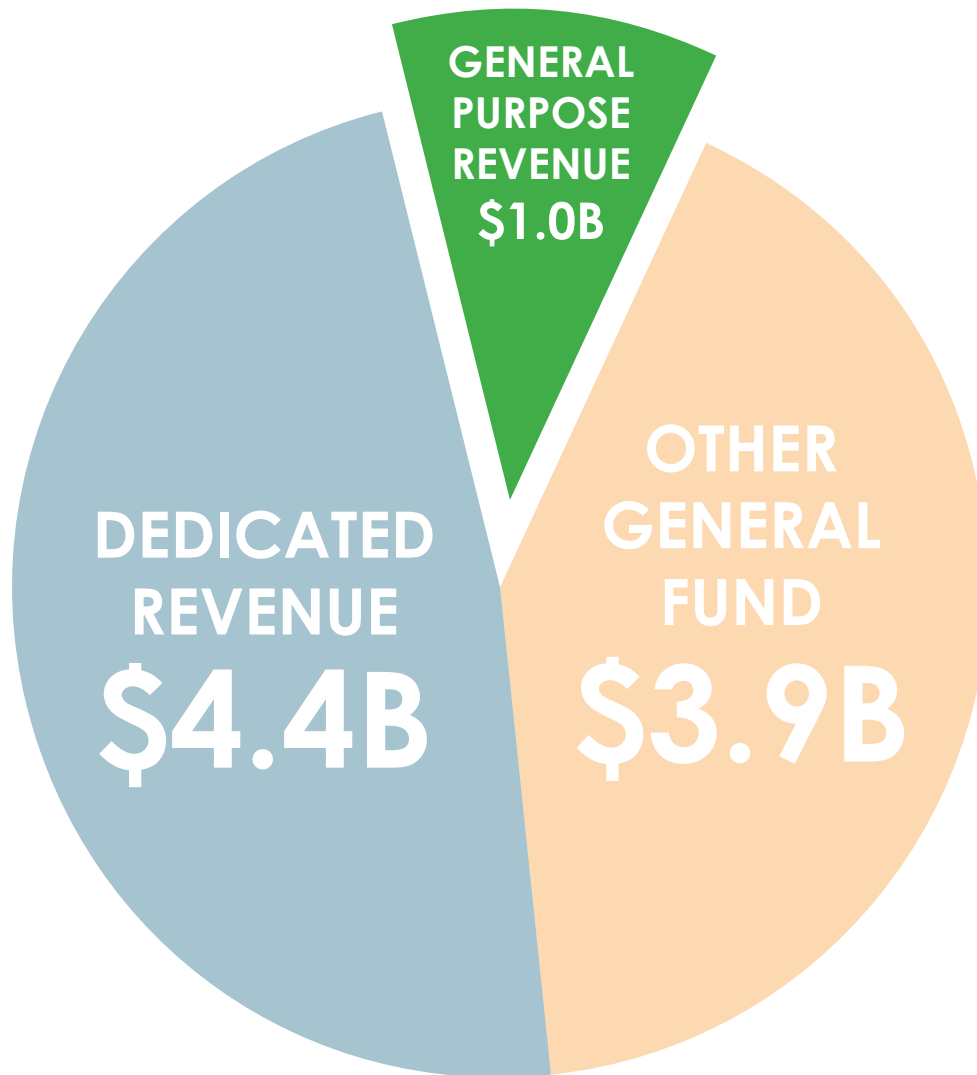 GENERAL
PURPOSE
REVENUE
$1.0B
DEDICATED
REVENUE
$4.4B
OTHER
GENERAL
FUND
$3.9B